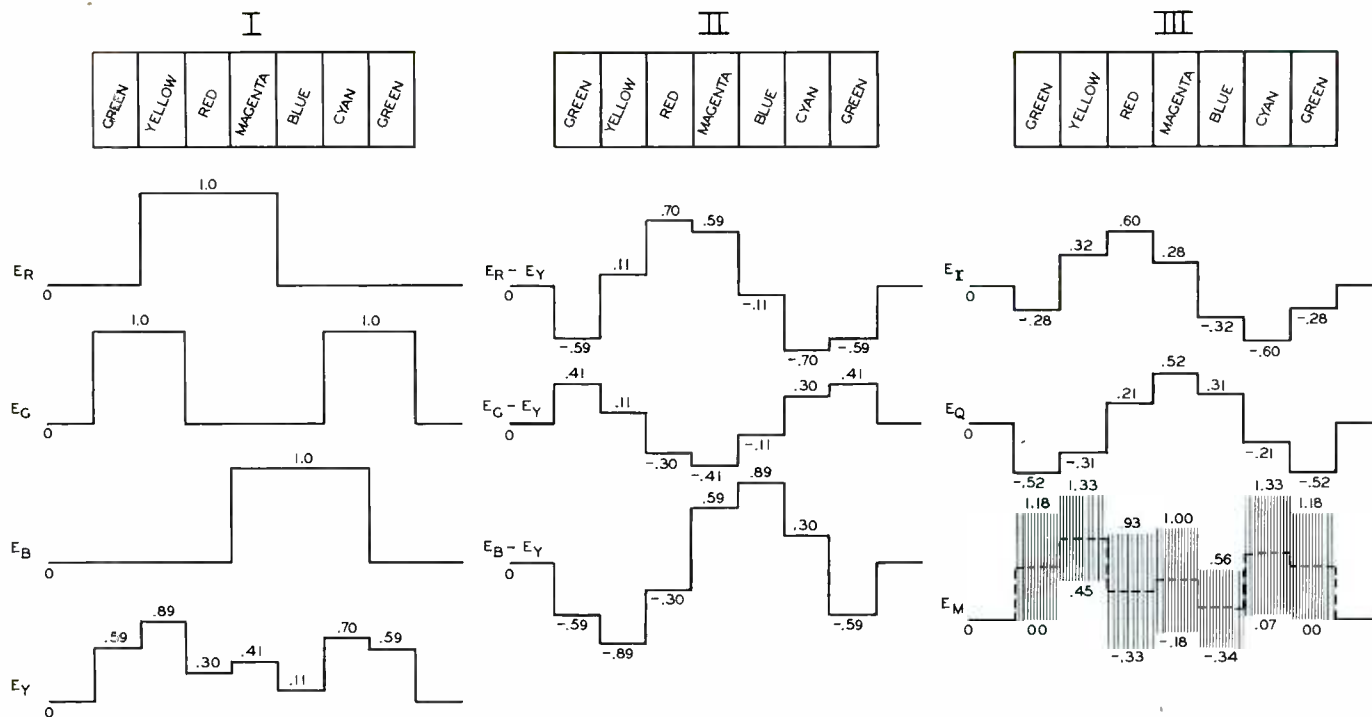 I
GREEN YELLOW RED MAGENTA BLUE CYAN GREEN
1.0
E_R
0
1.0 1.0
E_G
0
1.0
E_B
0
.59 .89 .30 .41 .11 .70 .59
E_Y
0
II
GREEN YELLOW RED MAGENTA BLUE CYAN GREEN
-.59 .11 .70 .59 -.11 -.70 -.59
E_R - E_Y
0
.41 .11 -.30 -.41 -.11 .30 .41
E_G - E_Y
0
-.59 -.89 -.30 .59 .89 .30 -.59
E_B - E_Y
0
III
GREEN YELLOW RED MAGENTA BLUE CYAN GREEN
-.28 .32 .60 .28 -.32 -.60 -.28
E_I
0
-.52 -.31 .21 .52 .31 -.21 -.52
E_Q
0
1.18 1.33 93 1.00 .56 1.33 1.18
E_M
0
00 .45 -.33 -.18 -.34 .07 00